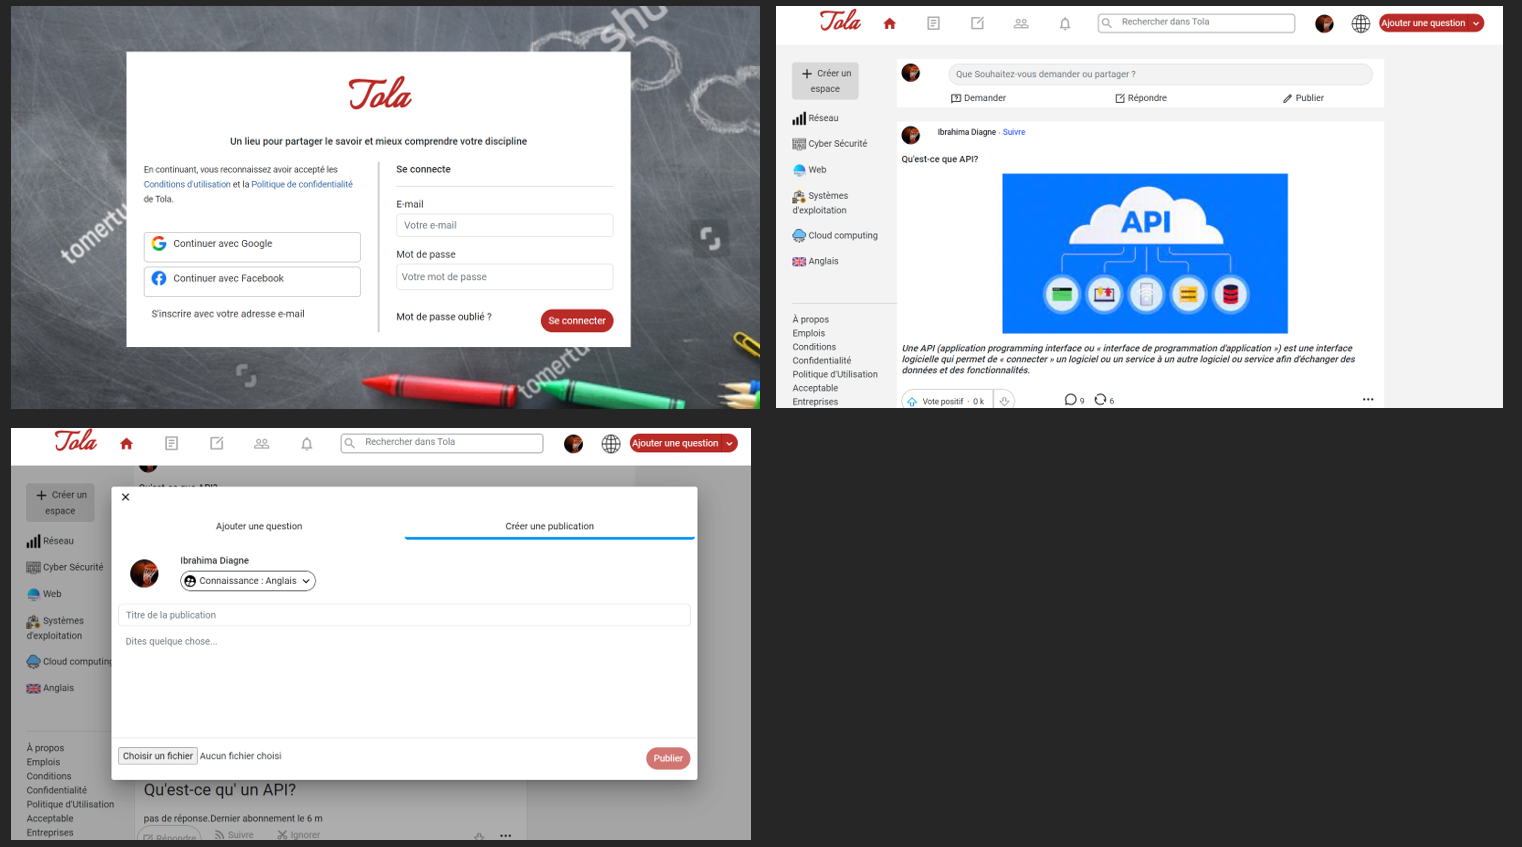 shu
tomertu
tomertu
Tola
Un lieu pour partager le savoir et mieux comprendre votre discipline
En continuant, vous reconnaissez avoir accepté les
Conditions d'utilisation et la Politique de confidentialité
de Tola.
Continuer avec Google
Continuer avec Facebook
S'inscrire avec votre adresse e-mail
Se connecte
E-mail
Votre e-mail
Mot de passe
Votre mot de passe
Mot de passe oublié ?
Se connecter
Tola
Rechercher dans Tola
Ajouter une question
+ Créer un
espace
Réseau
Cyber Sécurité
Web
Systèmes
d'exploitation
Cloud computing
Anglais
À propos
Emplois
Conditions
Confidentialité
Politique d'Utilisation
Acceptable
Entreprises
Que Souhaitez-vous demander ou partager ?
Demander
Répondre
Publier
Ibrahima Diagne · Suivre
Qu'est-ce que API?
API
Une API (application programming interface ou « interface de programmation d'application ») est une interface
logicielle qui permet de « connecter » un logiciel ou un service à un autre logiciel ou service afin d'échanger des
données et des fonctionnalités.
Vote positif · 0 k
9
6
Tola
Rechercher dans Tola
Ajouter une question
+ Créer un
espace
Réseau
Cyber Sécurité
Web
Systèmes
d'exploitation
Cloud computing
Anglais
À propos
Emplois
Conditions
Confidentialité
Politique d'Utilisation
Acceptable
Entreprises
Qu'est-ce que API?
Ajouter une question
Créer une publication
Ibrahima Diagne
Connaissance : Anglais
Titre de la publication
Dites quelque chose...
Choisir un fichier Aucun fichier choisi
Publier
Qu'est-ce qu' un API?
pas de réponse.Dernier abonnement le 6 m
Répondre
Suivre
Ignorer